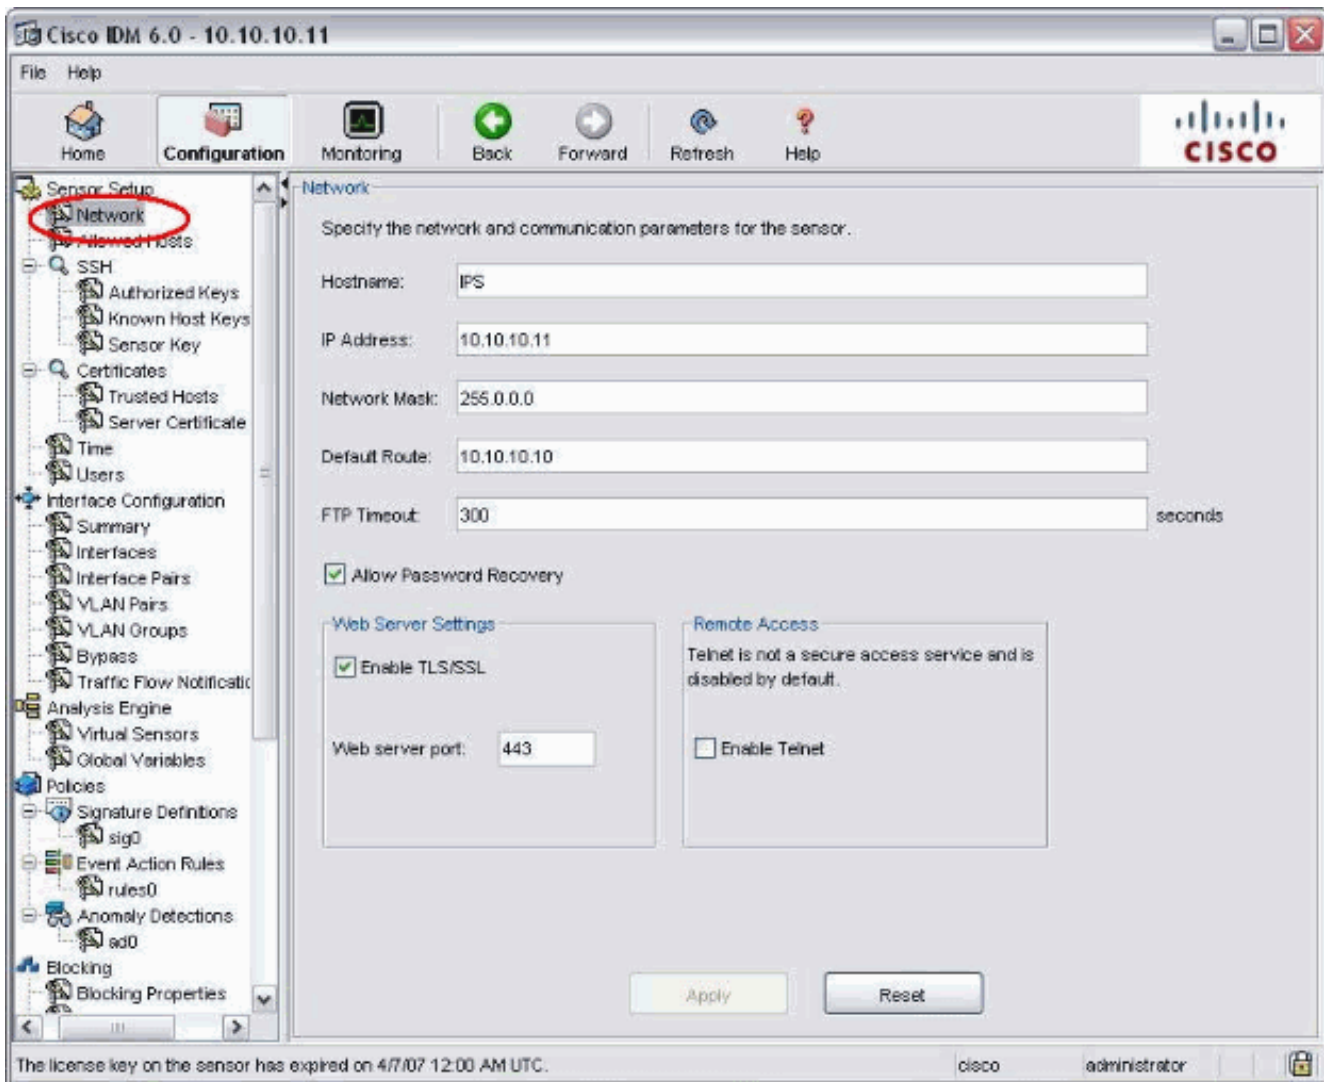 Cisco IDM 6.0 - 10.10.10.11
File Help
Home Configuration Monitoring Back Forward Refresh Help
CISCO
Sensor Setup
Network
Allowed Hosts
SSH
Authorized Keys
Known Host Keys
Sensor Key
Certificates
Trusted Hosts
Server Certificate
Time
Users
Interface Configuration
Summary
Interfaces
Interface Pairs
VLAN Pairs
VLAN Groups
Bypass
Traffic Flow Notificatic
Analysis Engine
Virtual Sensors
Global Variables
Policies
Signature Definitions
sig0
Event Action Rules
rules0
Anomaly Detections
ad0
Blocking
Blocking Properties
Network
Specify the network and communication parameters for the sensor.
Hostname: IPS
IP Address: 10.10.10.11
Network Mask: 255.0.0.0
Default Route: 10.10.10.10
FTP Timeout: 300 seconds
Allow Password Recovery
Web Server Settings
Enable TLS/SSL
Web server port: 443
Remote Access
Telnet is not a secure access service and is
disabled by default.
Enable Telnet
Apply Reset
The license key on the sensor has expired on 4/7/07 12:00 AM UTC. cisco administrator